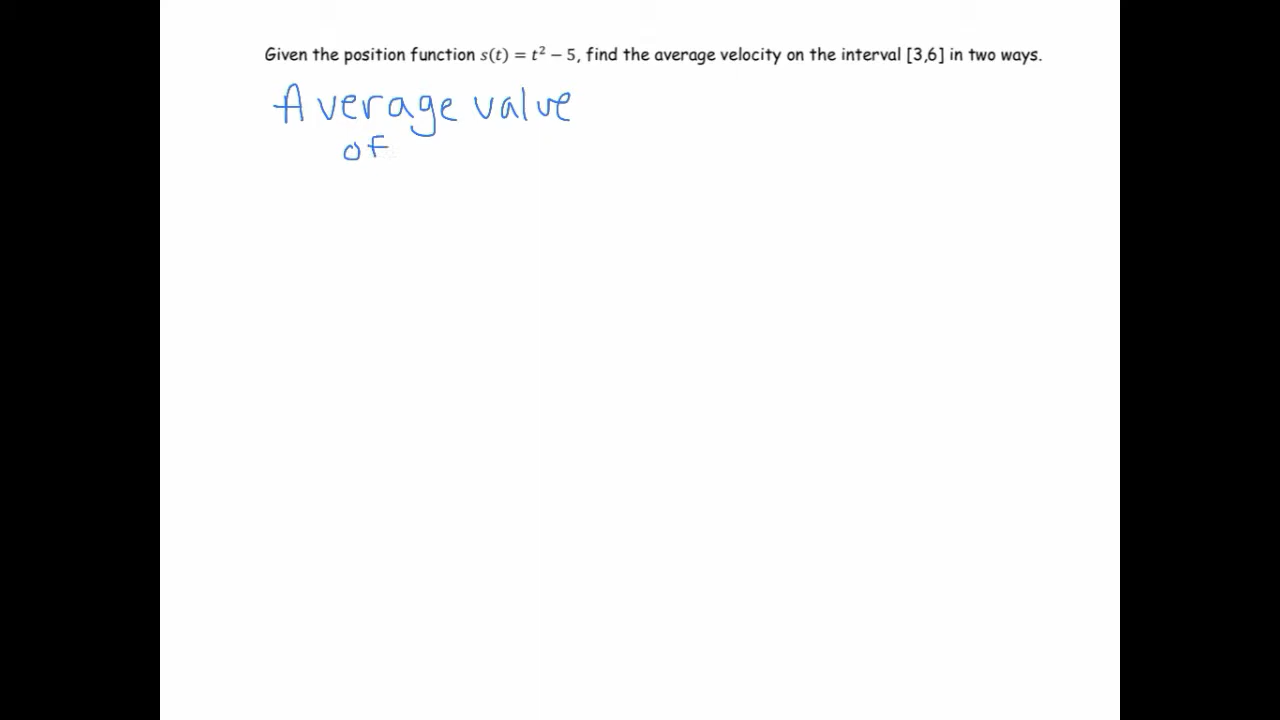 Given the position function s(t) = t² − 5, find the average velocity on the interval [3,6] in two ways.
Average value
of